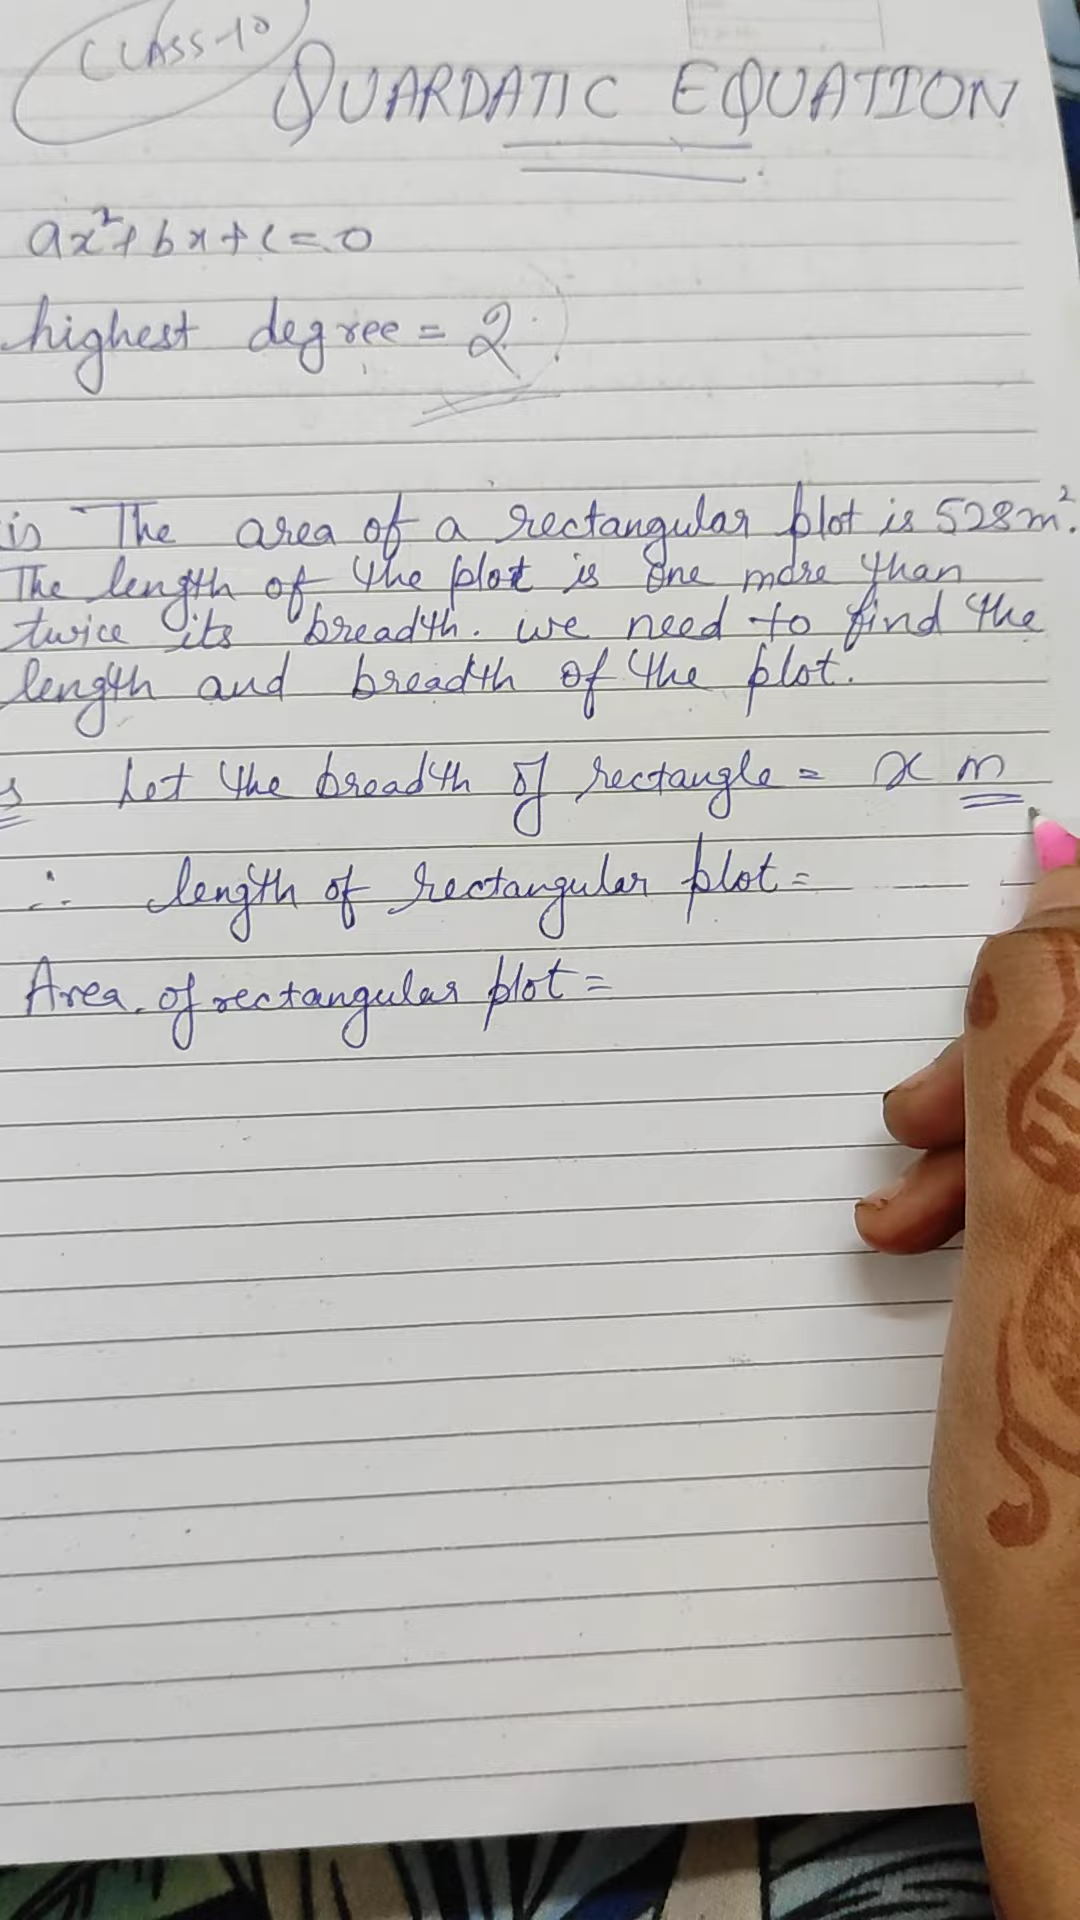 CLASS-10
QUARDATIC EQUATION
ax²+bx+c=0
highest degree = 2
The area of a rectangular plot is 528m².
The length of the plot is one more than
twice its breadth. we need to find the
length and breadth of the plot.
Let the breadth of rectangle = x m
∴ length of rectangular plot =
Area of rectangular plot =